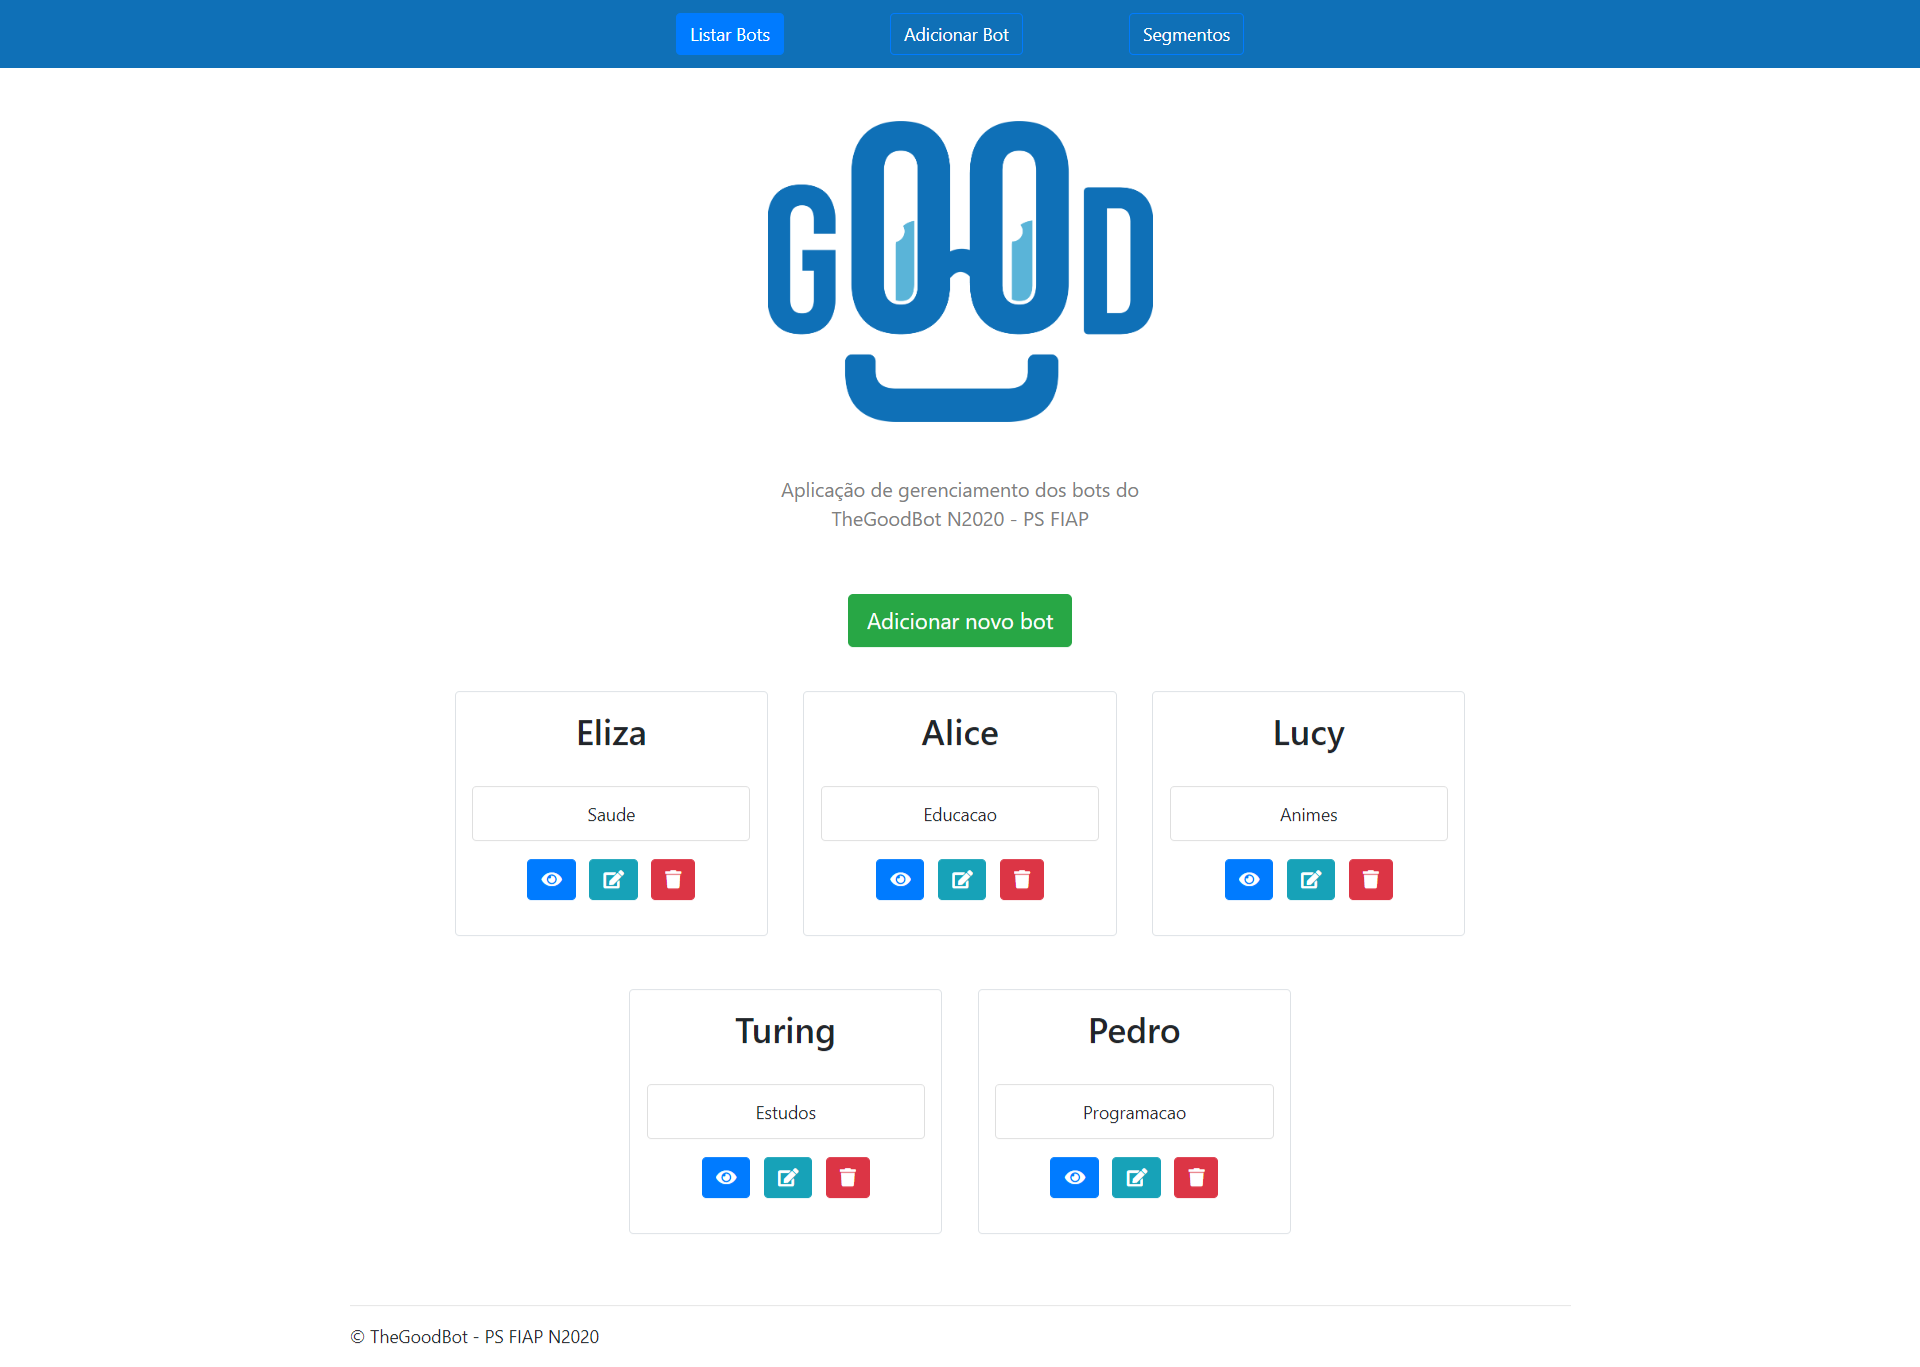 Listar Bots
Adicionar Bot
Segmentos
GOOD
Aplicação de gerenciamento dos bots do
TheGoodBot N2020 - PS FIAP
Adicionar novo bot
Eliza
Alice
Lucy
Saude
Educacao
Animes
Turing
Pedro
Estudos
Programacao
© TheGoodBot - PS FIAP N2020